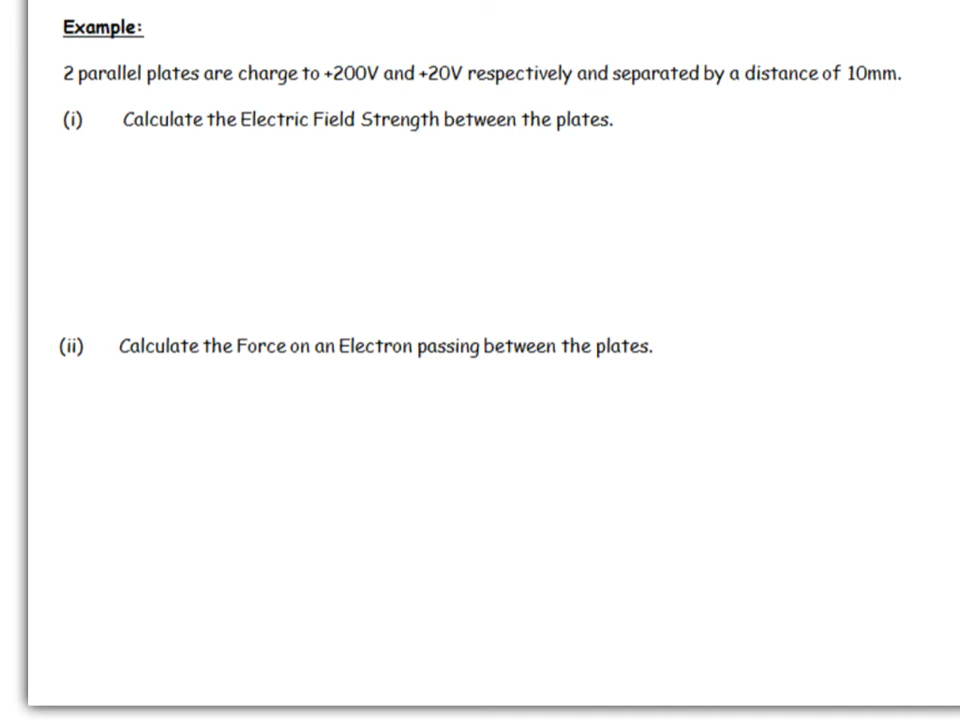 Example:
2 parallel plates are charge to +200V and +20V respectively and separated by a distance of 10mm.
(i) Calculate the Electric Field Strength between the plates.
(ii) Calculate the Force on an Electron passing between the plates.